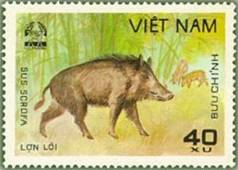 VIỆT NAM
SUS SCROFA
BƯU CHÍNH
LỢN LÒI
40
XU